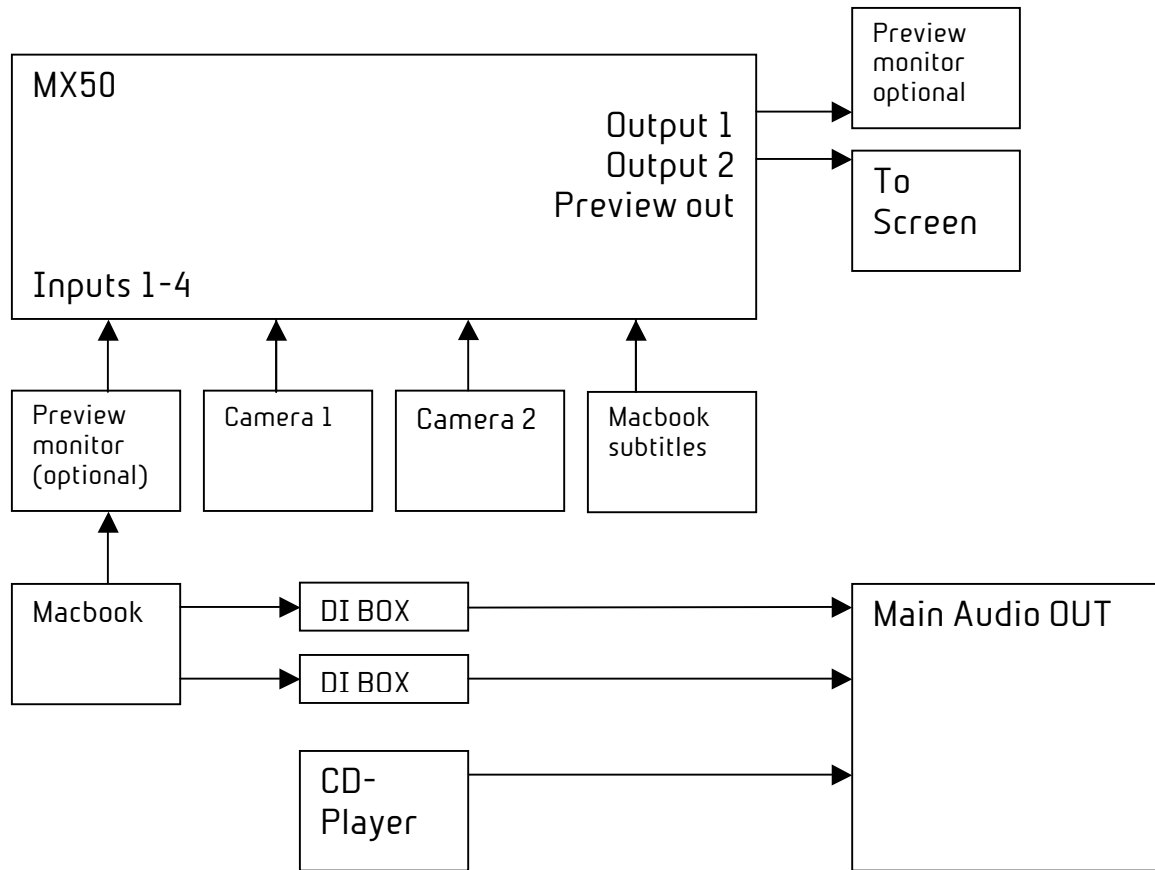 MX50
Output 1
Output 2
Preview out
Inputs 1-4
Preview
monitor
optional
To
Screen
Preview
monitor
(optional)
Camera 1
Camera 2
Macbook
subtitles
Macbook
DI BOX
DI BOX
CD-
Player
Main Audio OUT